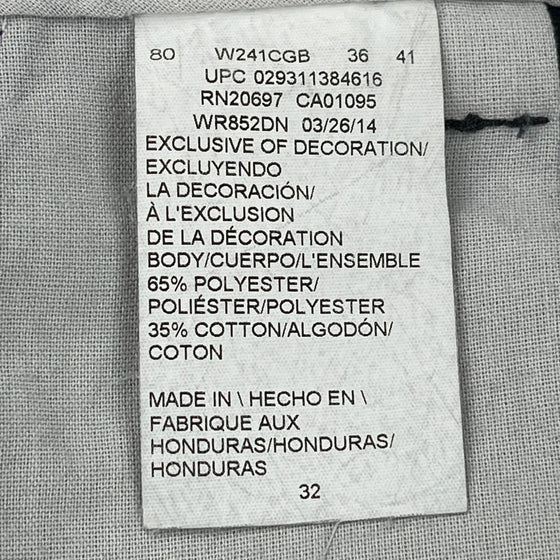 80 W241CGB 36 41
UPC 029311384616
RN20697 CA01095
WR852DN 03/26/14
EXCLUSIVE OF DECORATION/
EXCLUYENDO
LA DECORACIÓN/
À L'EXCLUSION
DE LA DÉCORATION
BODY/CUERPO/L'ENSEMBLE
65% POLYESTER/
POLIÉSTER/POLYESTER
35% COTTON/ALGODÓN/
COTON
MADE IN \ HECHO EN \
FABRIQUE AUX
HONDURAS/HONDURAS/
HONDURAS
32